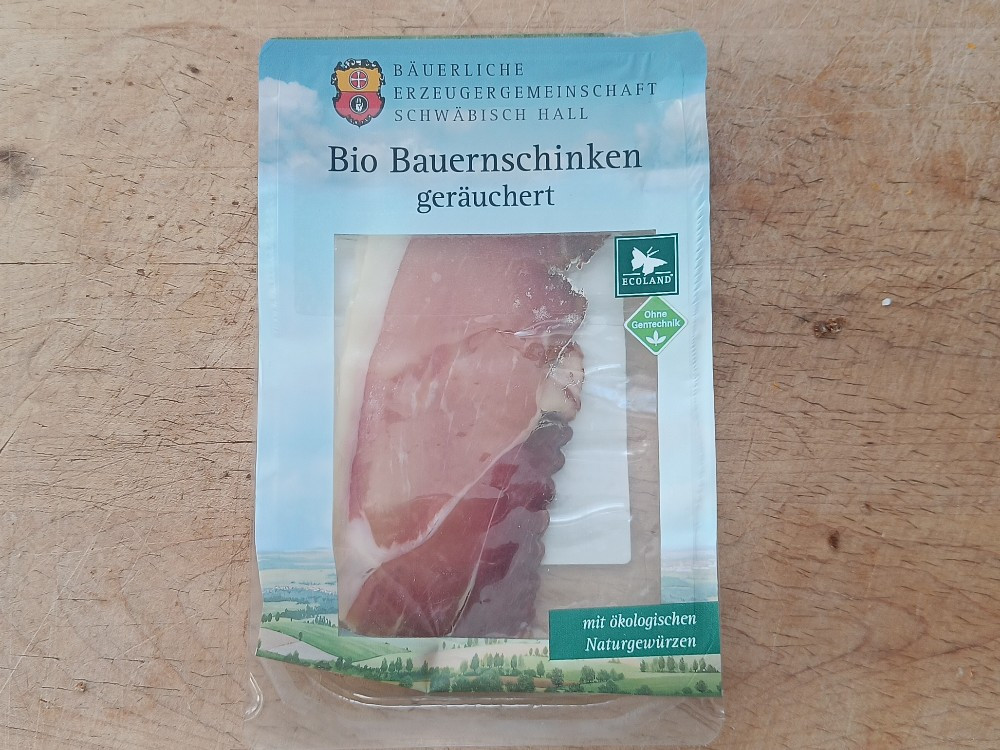 BÄUERLICHE
ERZEUGERGEMEINSCHAFT
SCHWÄBISCH HALL
Bio Bauernschinken
geräuchert
ECOLAND
Ohne
GenTechnik
mit ökologischen
Naturgewürzen